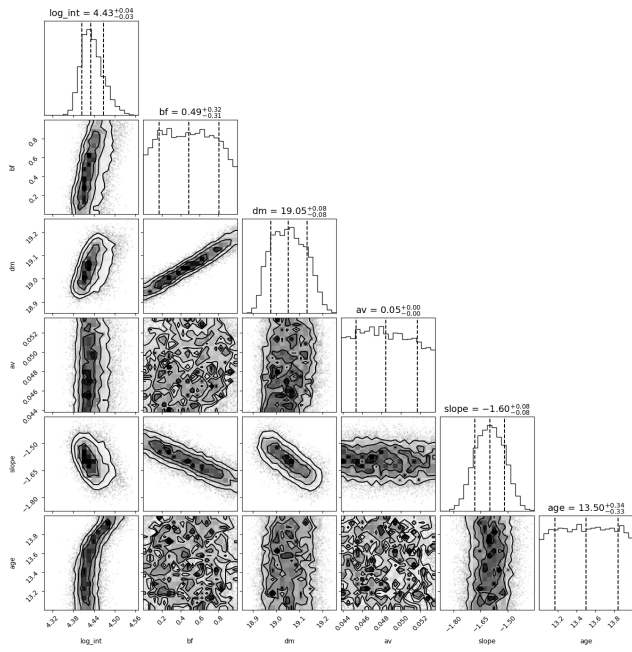 log_int = 4.43+0.04−0.03
bf = 0.49+0.32−0.31
0.8
0.6
0.4
0.2
bf
dm = 19.05+0.08−0.08
19.2
19.1
19.0
18.9
dm
av = 0.05+0.00−0.00
0.052
0.050
0.048
0.046
0.044
av
slope = −1.60+0.08−0.08
−1.50
−1.65
−1.80
slope
age = 13.50+0.34−0.33
13.8
13.6
13.4
13.2
age
4.32 4.38 4.44 4.50 4.56
0.2 0.4 0.6 0.8
18.9 19.0 19.1 19.2
0.044 0.046 0.048 0.050 0.052
−1.80 −1.65 −1.50
13.2 13.4 13.6 13.8
log_int bf dm av slope age